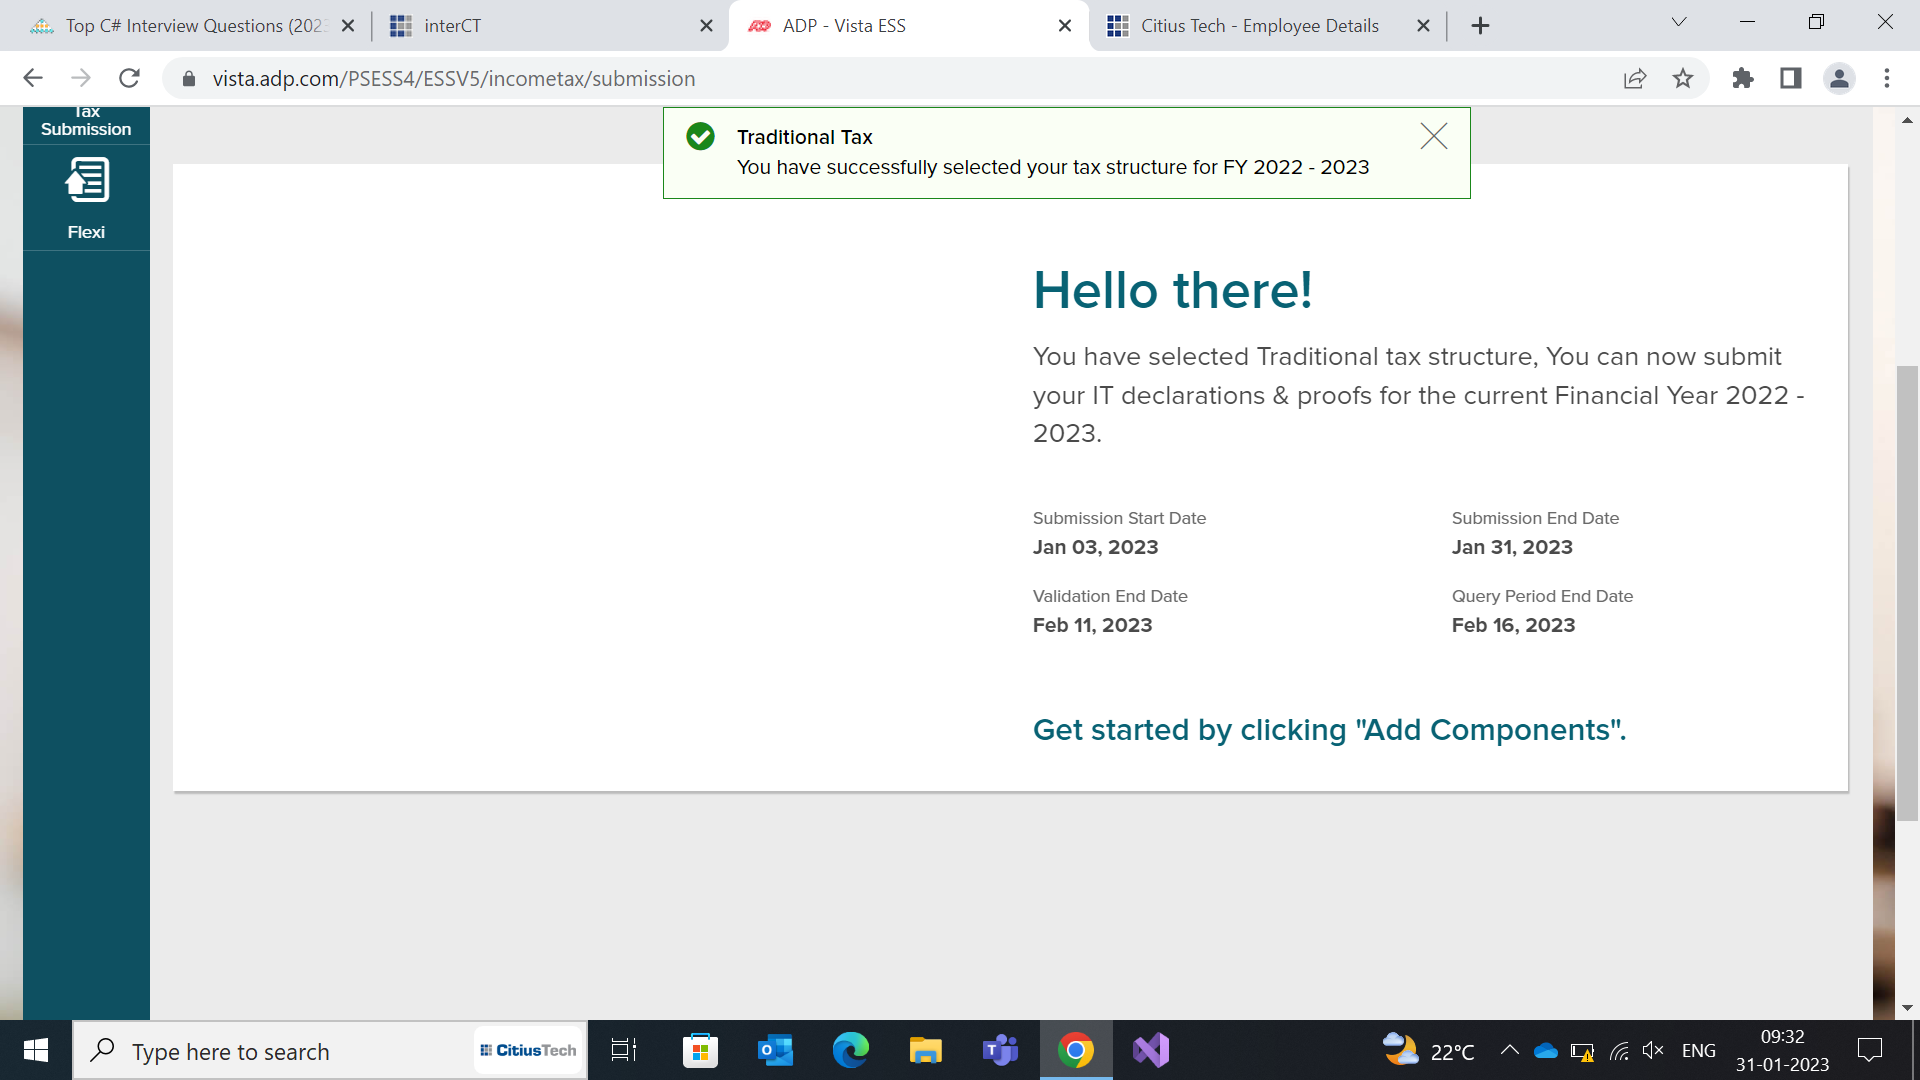 Top C# Interview Questions (202
interCT
ADP - Vista ESS
Citius Tech - Employee Details
vista.adp.com/PSESS4/ESSV5/incometax/submission
Tax
Submission
Flexi
Traditional Tax
You have successfully selected your tax structure for FY 2022 - 2023
Hello there!
You have selected Traditional tax structure, You can now submit
your IT declarations & proofs for the current Financial Year 2022 -
2023.
Submission Start Date
Jan 03, 2023
Submission End Date
Jan 31, 2023
Validation End Date
Feb 11, 2023
Query Period End Date
Feb 16, 2023
Get started by clicking "Add Components".
Type here to search
CitiusTech
22°C
ENG
09:32
31-01-2023